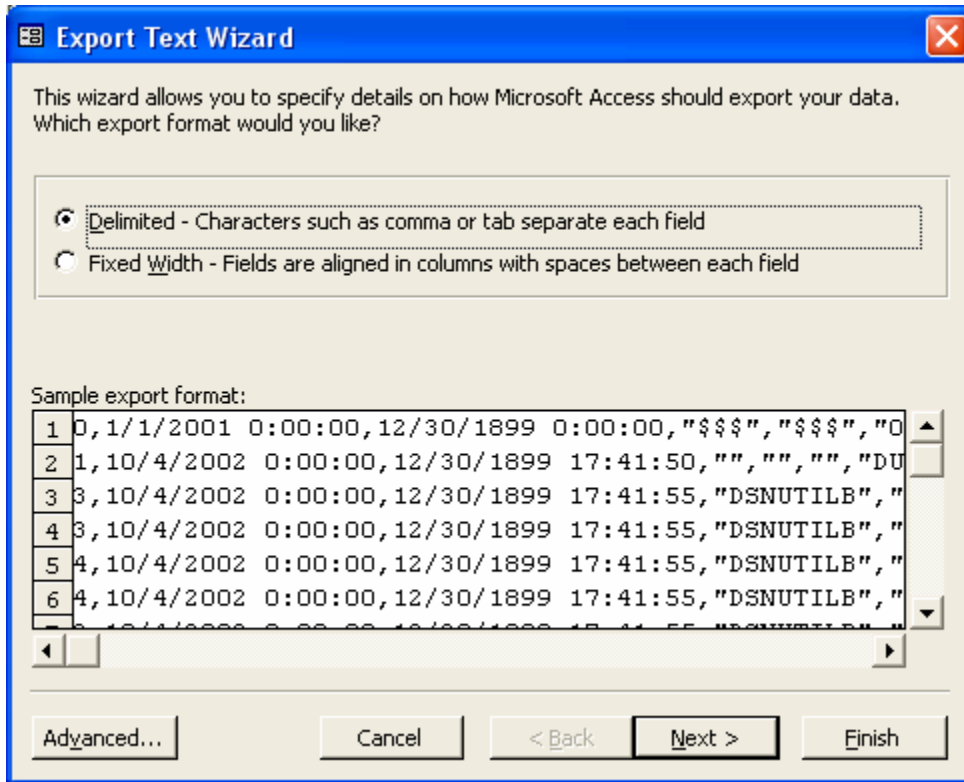 Export Text Wizard
This wizard allows you to specify details on how Microsoft Access should export your data.
Which export format would you like?
Delimited - Characters such as comma or tab separate each field
Fixed Width - Fields are aligned in columns with spaces between each field
Sample export format:
1 0,1/1/2001 0:00:00,12/30/1899 0:00:00,"$$$","$$$","0
2 1,10/4/2002 0:00:00,12/30/1899 17:41:50,"","","","DU
3 3,10/4/2002 0:00:00,12/30/1899 17:41:55,"DSNUTILB","
4 3,10/4/2002 0:00:00,12/30/1899 17:41:55,"DSNUTILB","
5 4,10/4/2002 0:00:00,12/30/1899 17:41:55,"DSNUTILB","
6 4,10/4/2002 0:00:00,12/30/1899 17:41:55,"DSNUTILB","
Advanced... Cancel < Back Next > Finish